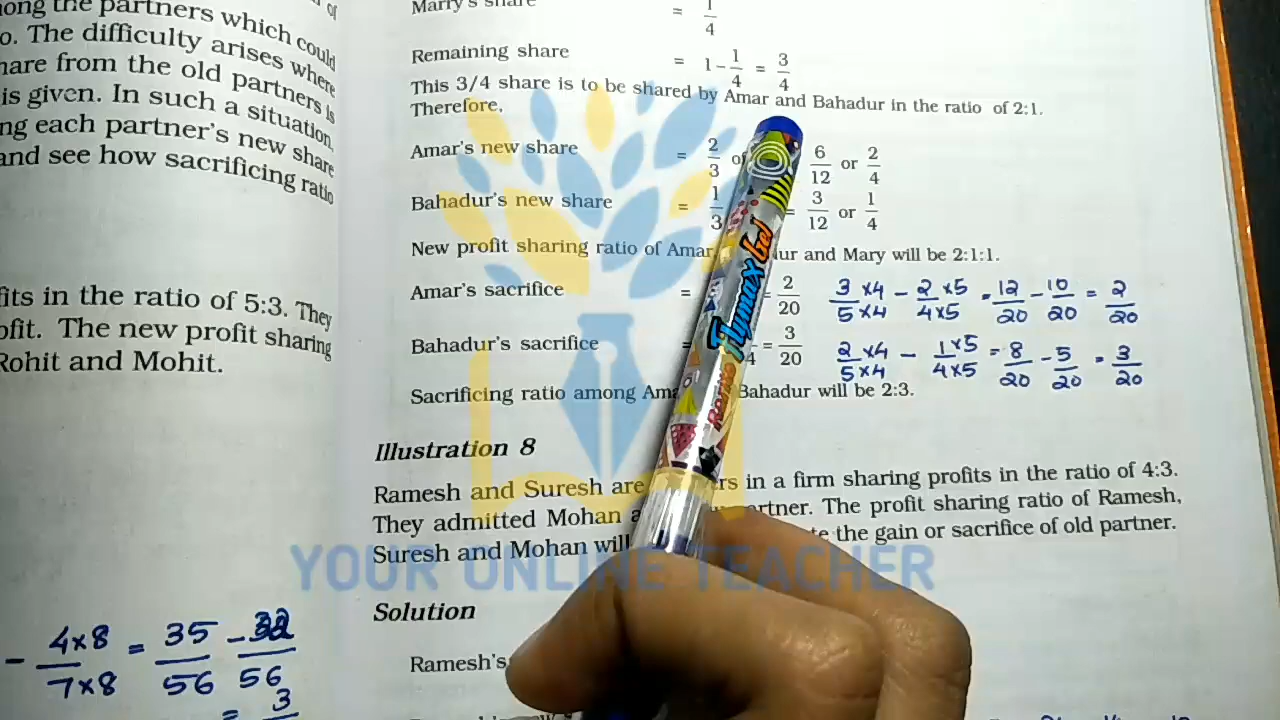 ong the partners which could
o. The difficulty arises where
hare from the old partners is
is given. In such a situation,
ng each partner's new share
and see how sacrificing ratio
fits in the ratio of 5:3. They
ofit. The new profit sharing
Rohit and Mohit.
- 4×8/7×8 = 35/56 - 32/56
= 3
Marry's share = 1/4
Remaining share = 1 - 1/4 = 3/4
This 3/4 share is to be shared by Amar and Bahadur in the ratio of 2:1.
Therefore,
Amar's new share = 2/3 of 6/12 or 2/4
Bahadur's new share = 1/3 = 3/12 or 1/4
New profit sharing ratio of Amar, ur and Mary will be 2:1:1.
Amar's sacrifice = = 2/20 3×4/5×4 - 2×5/4×5 = 12/20 - 10/20 = 2/20
Bahadur's sacrifice = 4 = 3/20 2×4/5×4 - 1×5/4×5 = 8/20 - 5/20 = 3/20
Sacrificing ratio among Ama Bahadur will be 2:3.
Illustration 8
Ramesh and Suresh are rs in a firm sharing profits in the ratio of 4:3.
They admitted Mohan a rtner. The profit sharing ratio of Ramesh,
Suresh and Mohan will te the gain or sacrifice of old partner.
Solution
Ramesh's
YOUR ONLINE TEACHER
Rorito Flymax Gel